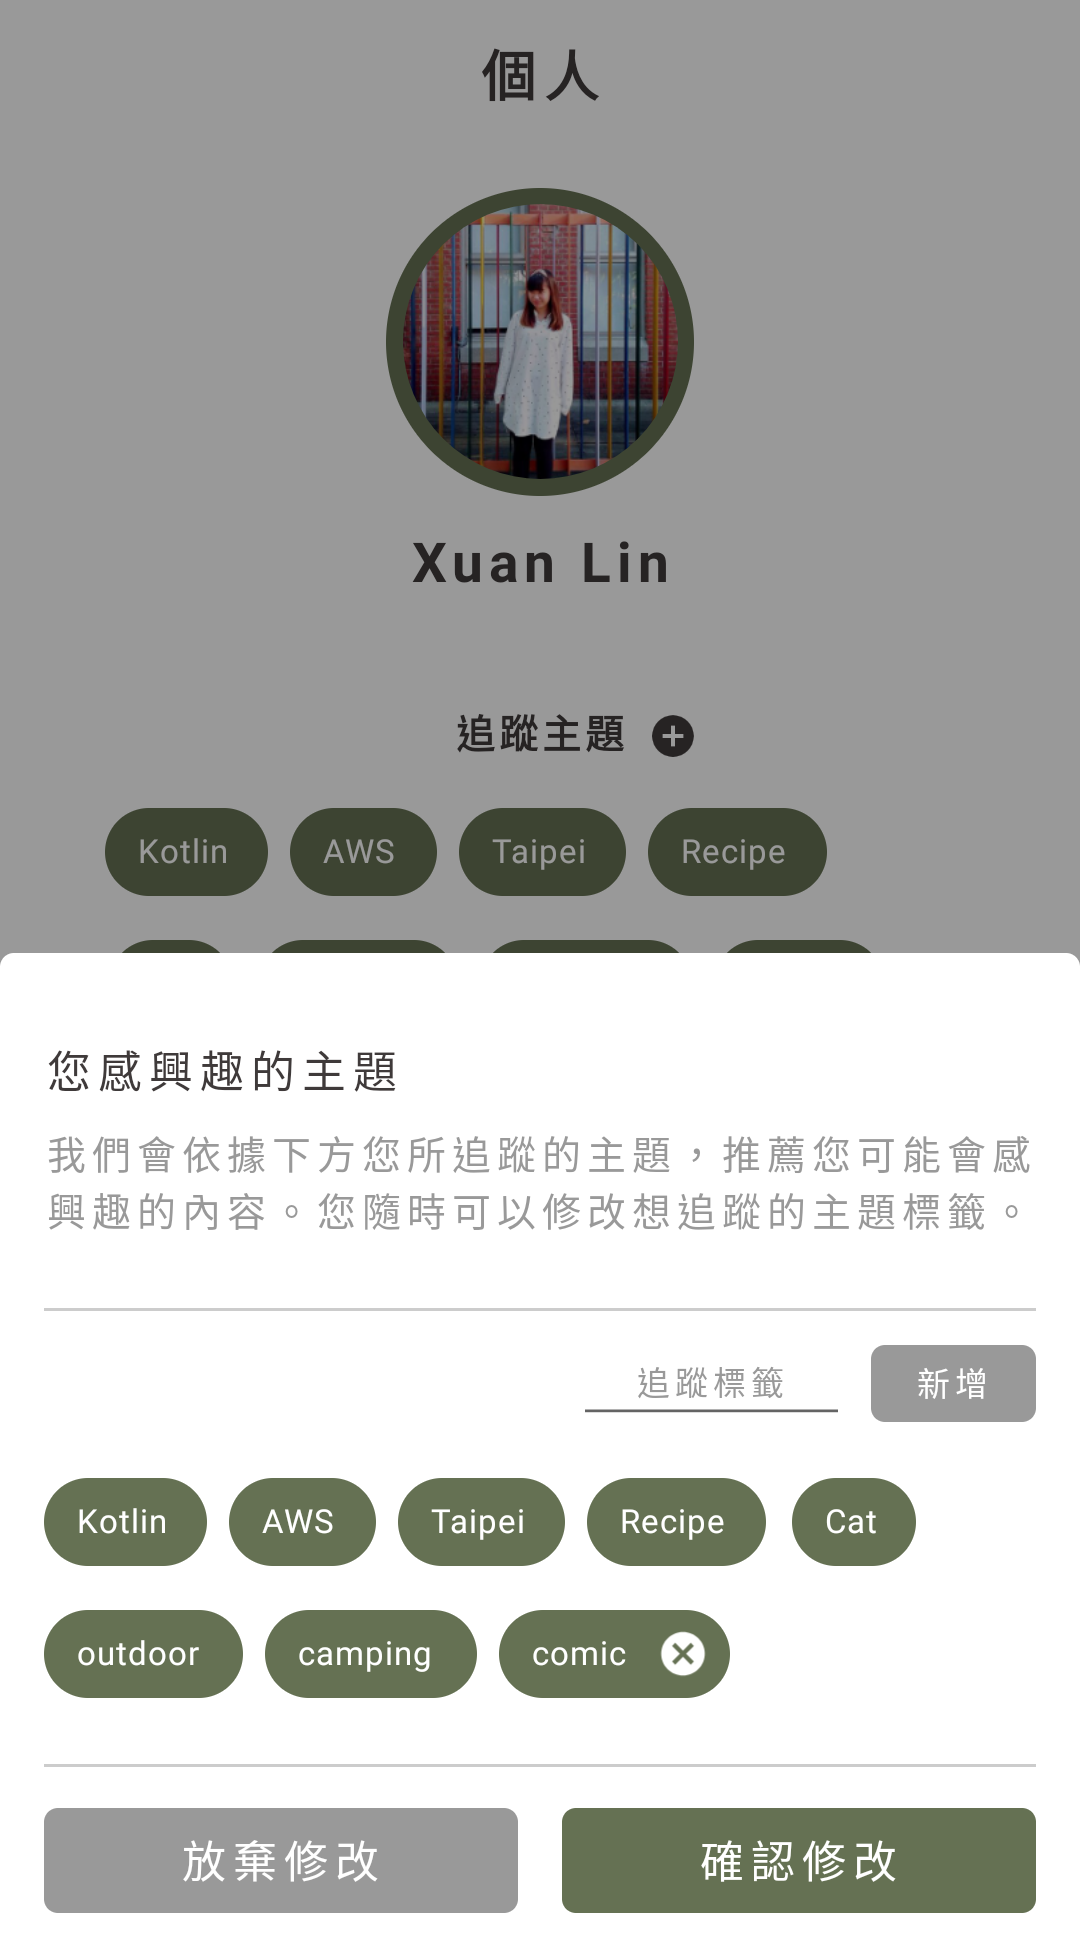 個人
Xuan Lin
追蹤主題
Kotlin AWS Taipei Recipe
您感興趣的主題
我們會依據下方您所追蹤的主題，推薦您可能會感
興趣的內容。您隨時可以修改想追蹤的主題標籤。
追蹤標籤 新增
Kotlin AWS Taipei Recipe Cat
outdoor camping comic
放棄修改 確認修改